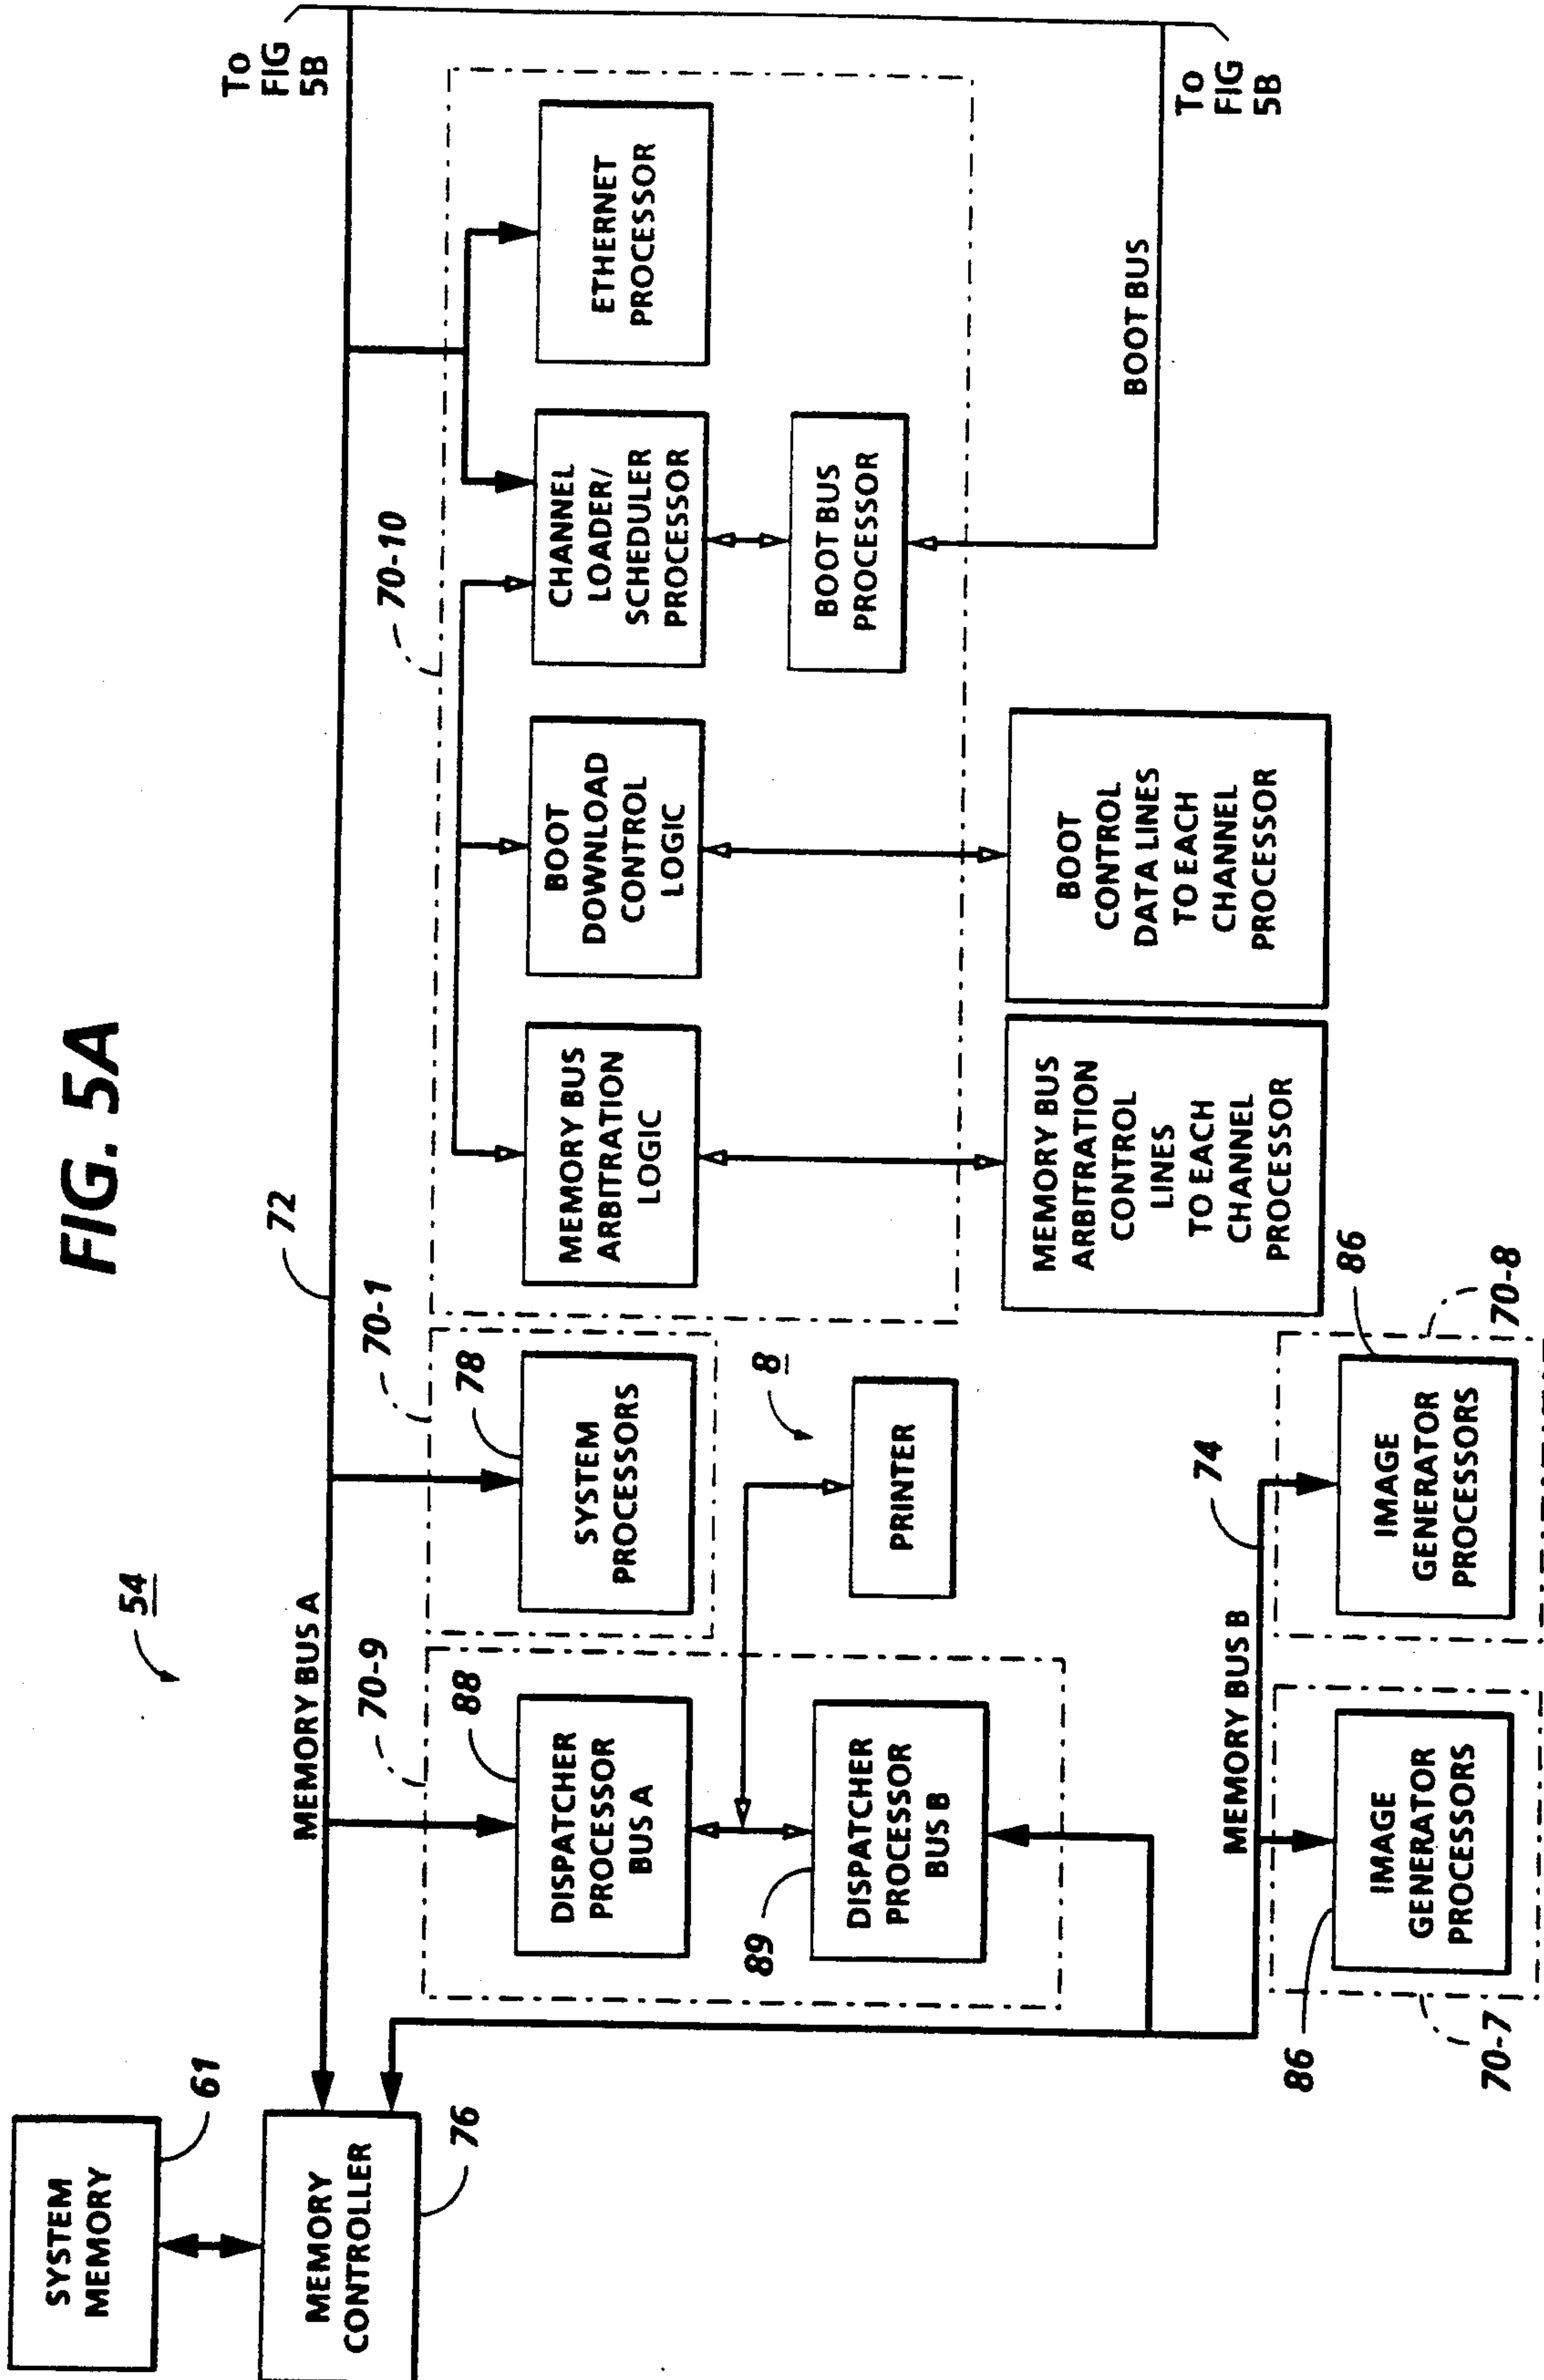 FIG. 5A
54
SYSTEM
MEMORY
61
MEMORY
CONTROLLER
76
MEMORY BUS A
72
To
FIG
5B
70-9
88
DISPATCHER
PROCESSOR
BUS A
89
DISPATCHER
PROCESSOR
BUS B
70-1
78
SYSTEM
PROCESSORS
8
PRINTER
70-10
MEMORY BUS
ARBITRATION
LOGIC
BOOT
DOWNLOAD
CONTROL
LOGIC
CHANNEL
LOADER/
SCHEDULER
PROCESSOR
ETHERNET
PROCESSOR
BOOT BUS
PROCESSOR
MEMORY BUS
ARBITRATION
CONTROL
LINES
TO EACH
CHANNEL
PROCESSOR
BOOT
CONTROL
DATA LINES
TO EACH
CHANNEL
PROCESSOR
BOOT BUS
To
FIG
5B
MEMORY BUS B
74
86
IMAGE
GENERATOR
PROCESSORS
70-7
86
IMAGE
GENERATOR
PROCESSORS
70-8